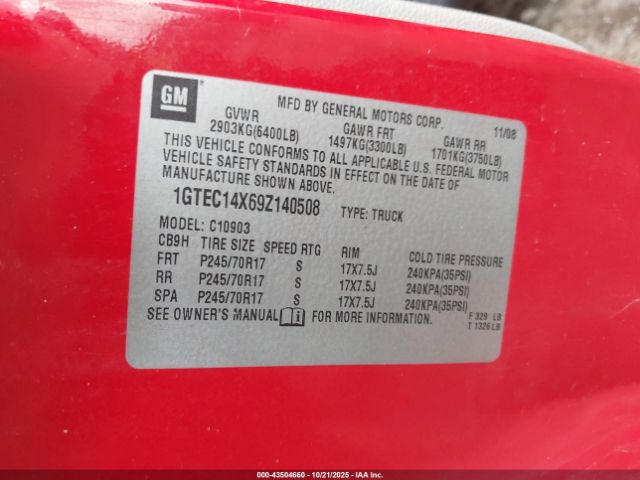 GM
MFD BY GENERAL MOTORS CORP. 11/08
GVWR GAWR FRT GAWR RR
2903KG(6400LB) 1497KG(3300LB) 1701KG(3750LB)
THIS VEHICLE CONFORMS TO ALL APPLICABLE U.S. FEDERAL MOTOR
VEHICLE SAFETY STANDARDS IN EFFECT ON THE DATE OF
MANUFACTURE SHOWN ABOVE.
1GTEC14X69Z140508 TYPE: TRUCK
MODEL: C10903
CB9H TIRE SIZE SPEED RTG RIM COLD TIRE PRESSURE
FRT P245/70R17 S 17X7.5J 240KPA(35PSI)
RR P245/70R17 S 17X7.5J 240KPA(35PSI)
SPA P245/70R17 S 17X7.5J 240KPA(35PSI)
SEE OWNER'S MANUAL FOR MORE INFORMATION. F 329 LB
T 1326 LB
000 - 43504660 - 10/21/2025 - IAA Inc.